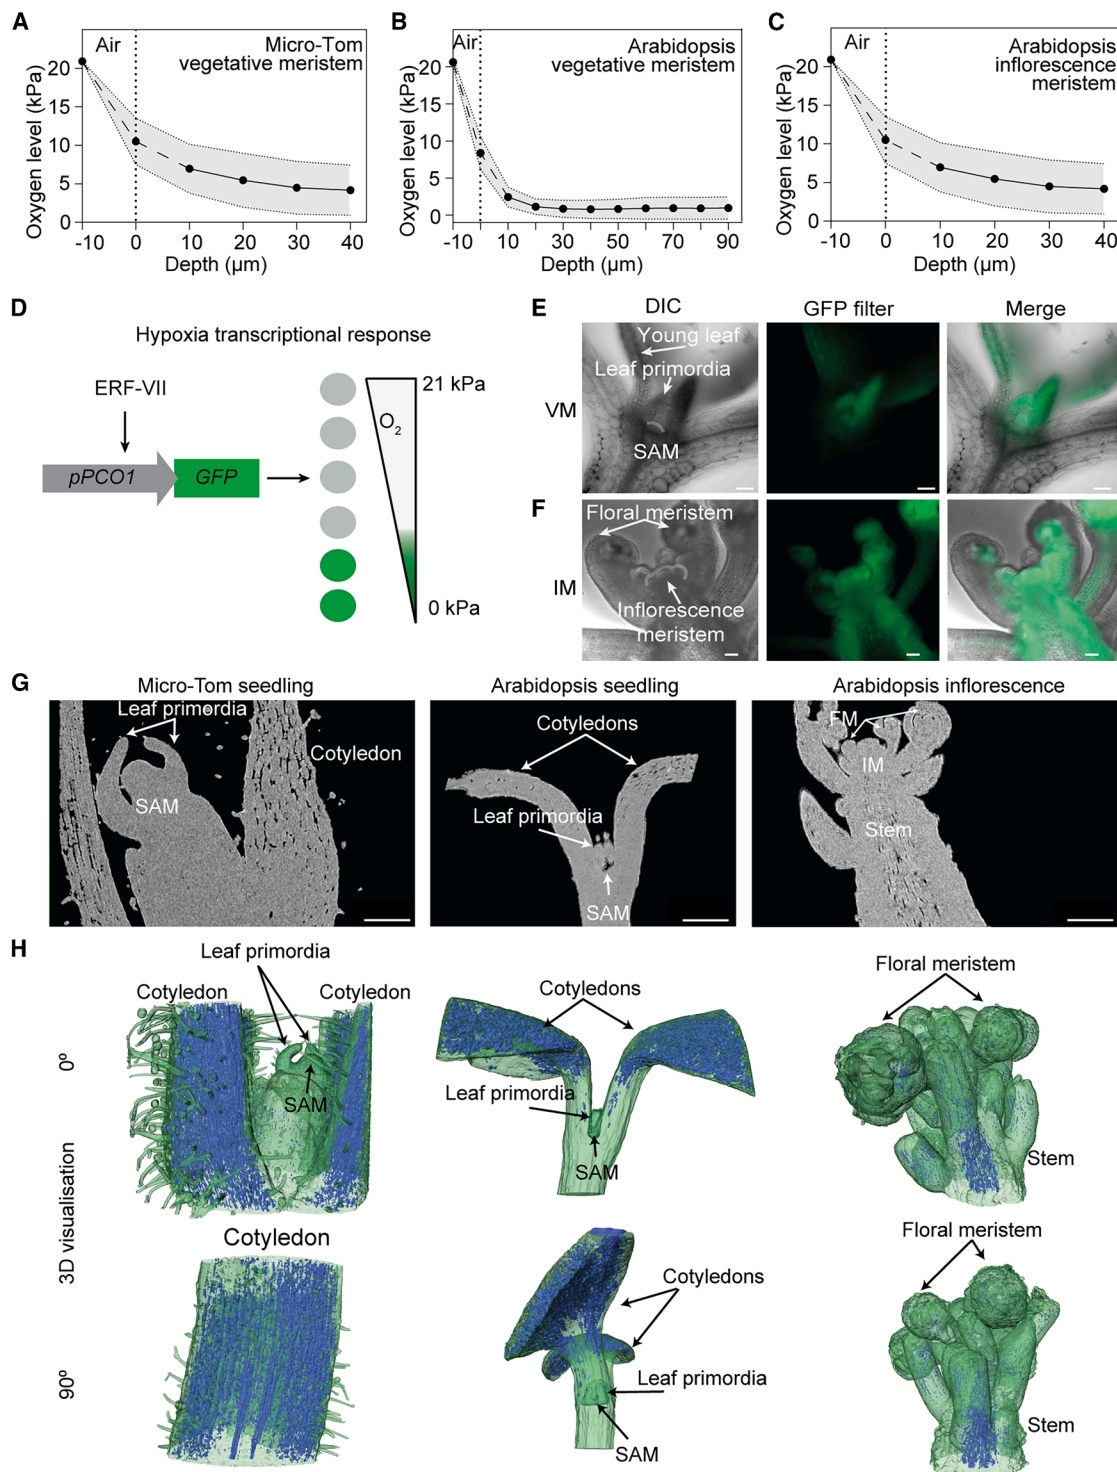 A
Air
Micro-Tom
vegetative meristem
Oxygen level (kPa)
20
15
10
5
0
-10 0 10 20 30 40
Depth (µm)
B
Air
Arabidopsis
vegetative meristem
Oxygen level (kPa)
20
15
10
5
0
-10 10 30 50 70 90
Depth (µm)
C
Air
Arabidopsis
inflorescence
meristem
Oxygen level (kPa)
20
15
10
5
0
-10 0 10 20 30 40
Depth (µm)
D
Hypoxia transcriptional response
ERF-VII
pPCO1
GFP
O2
21 kPa
0 kPa
E
DIC
GFP filter
Merge
VM
Young leaf
Leaf primordia
SAM
F
IM
Floral meristem
Inflorescence
meristem
G
Micro-Tom seedling
Leaf primordia
Cotyledon
SAM
Arabidopsis seedling
Cotyledons
Leaf primordia
SAM
Arabidopsis inflorescence
FM
IM
Stem
H
3D visualisation
0º
Leaf primordia
Cotyledon
Cotyledon
SAM
Cotyledons
Leaf primordia
SAM
Floral meristem
Stem
90º
Cotyledon
Cotyledons
Leaf primordia
SAM
Floral meristem
Stem